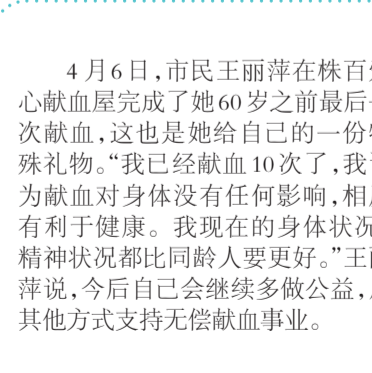 4月6日，市民王丽萍在株百
心献血屋完成了她60岁之前最后
次献血，这也是她给自己的一份
殊礼物。“我已经献血10次了，我
为献血对身体没有任何影响，相
有利于健康。我现在的身体状况
精神状况都比同龄人要更好。”王
萍说，今后自己会继续多做公益，
其他方式支持无偿献血事业。